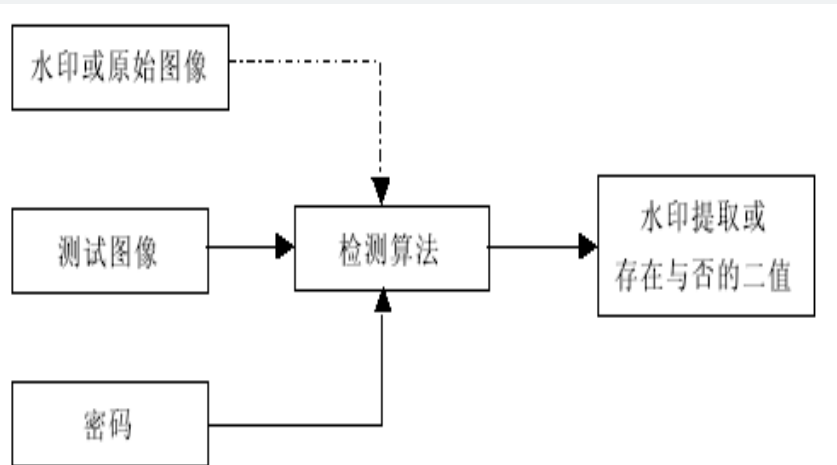 水印或原始图像
测试图像
检测算法
水印提取或
存在与否的二值
密码